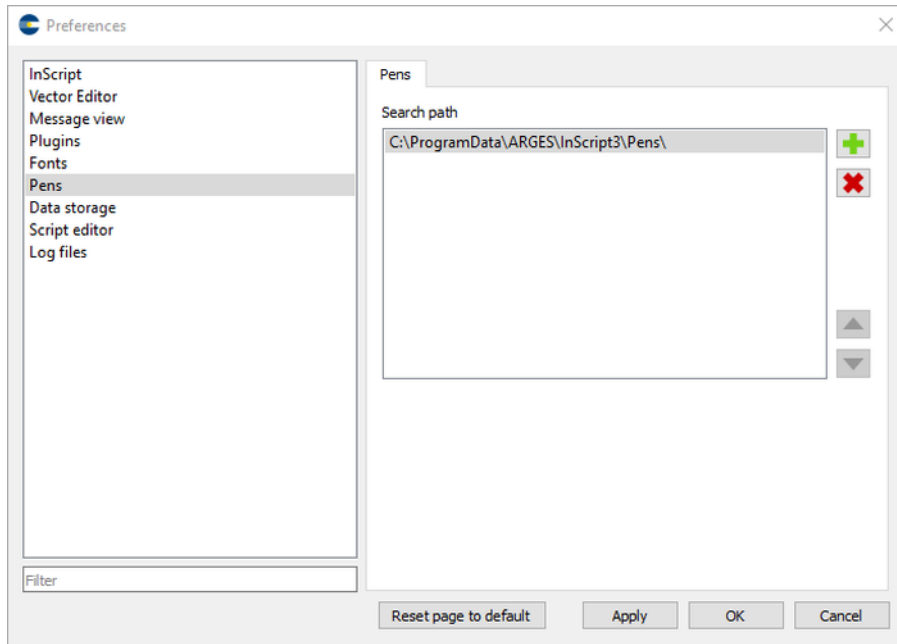 Preferences
InScript
Vector Editor
Message view
Plugins
Fonts
Pens
Data storage
Script editor
Log files
Filter
Pens
Search path
C:\ProgramData\ARGES\InScript3\Pens\
Reset page to default
Apply
OK
Cancel